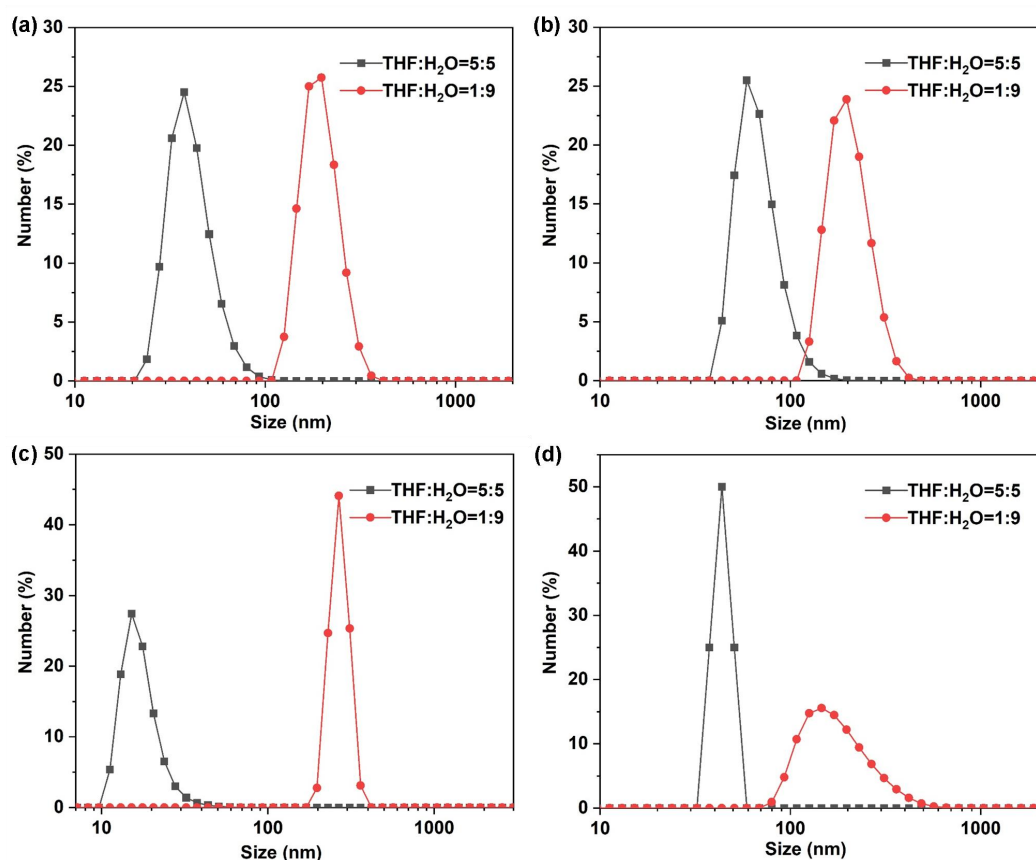 (a)
30
25
20
15
10
5
0
Number (%)
THF:H₂O=5:5
THF:H₂O=1:9
10 100 1000
Size (nm)
(b)
30
25
20
15
10
5
0
Number (%)
THF:H₂O=5:5
THF:H₂O=1:9
10 100 1000
Size (nm)
(c)
50
40
30
20
10
0
Number (%)
THF:H₂O=5:5
THF:H₂O=1:9
10 100 1000
Size (nm)
(d)
50
40
30
20
10
0
Number (%)
THF:H₂O=5:5
THF:H₂O=1:9
10 100 1000
Size (nm)